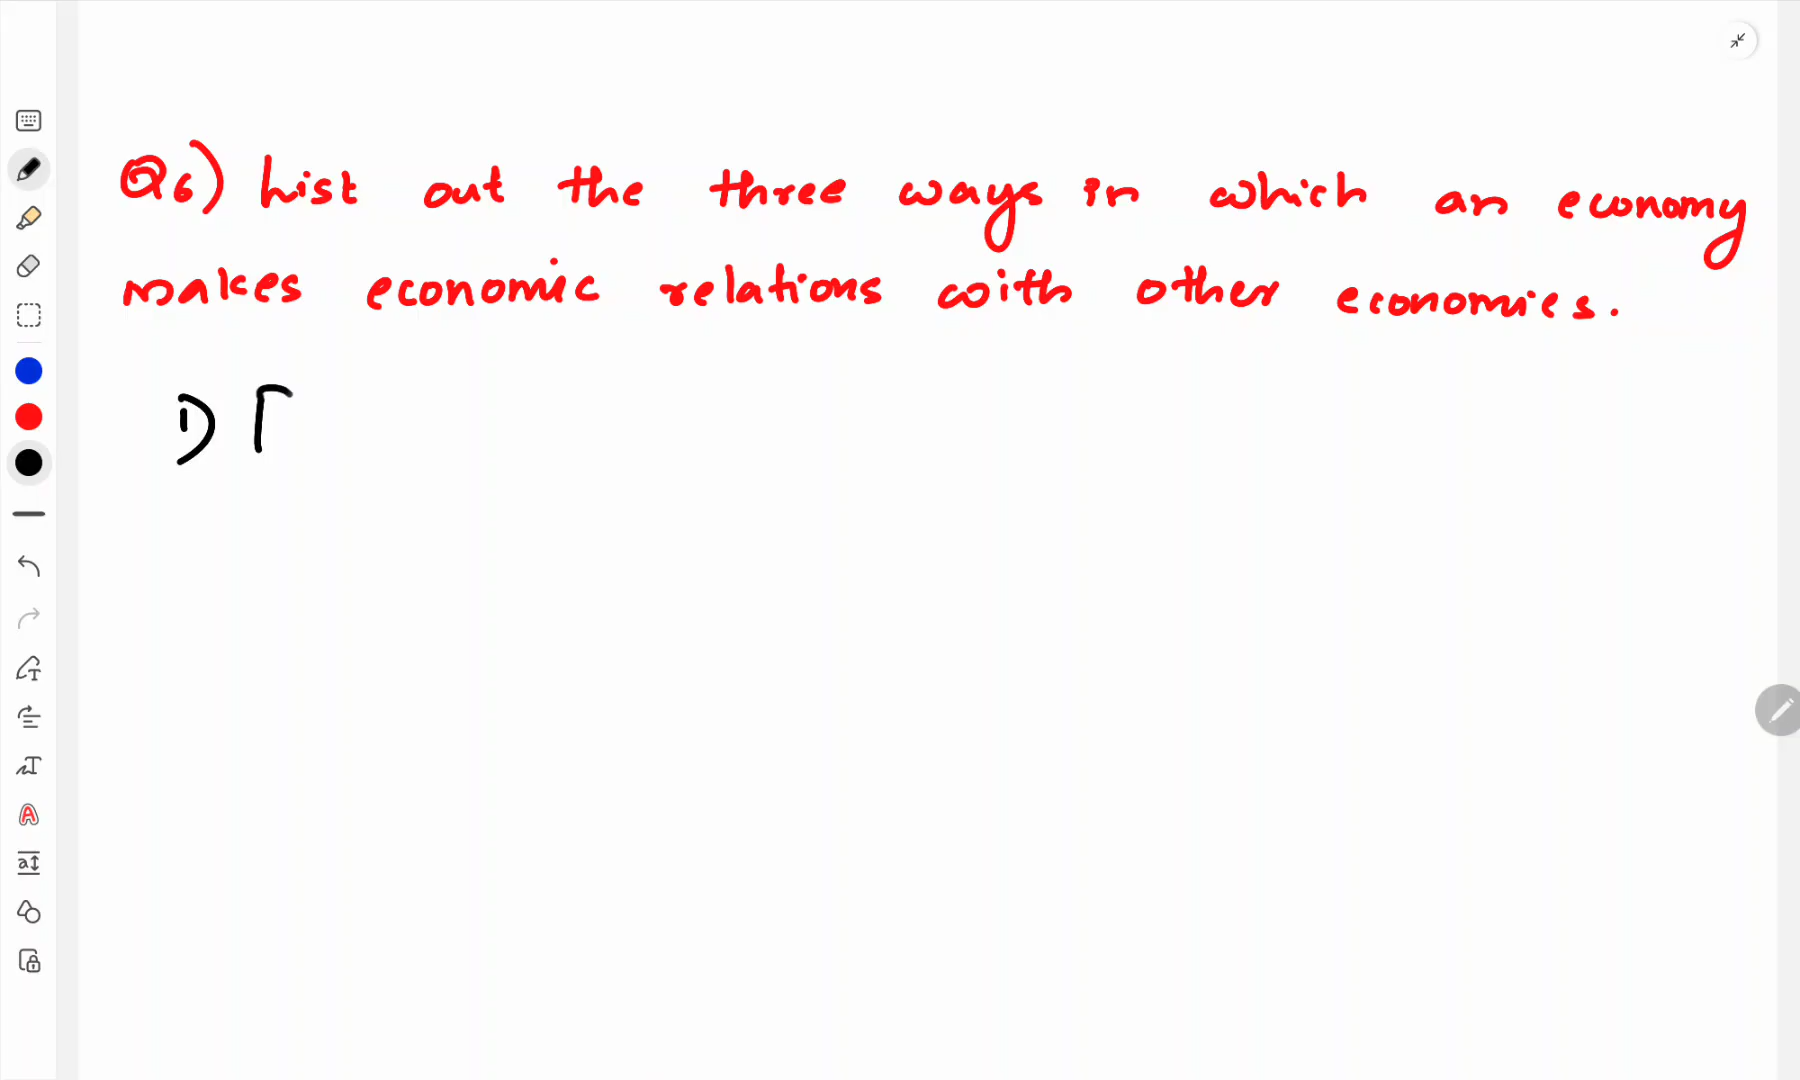 Q6) List out the three ways in which an economy
makes economic relations with other economies.
1)